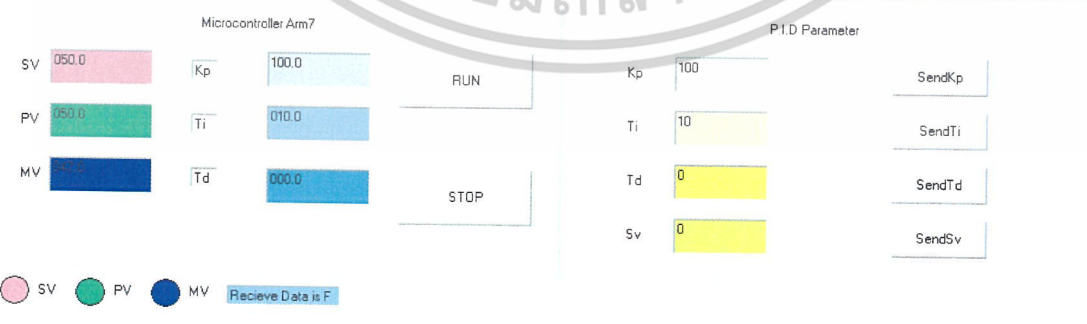 Microcontroller Arm7
P.I.D Parameter
SV 050.0 Kp 100.0 RUN
Kp 100 SendKp
PV 050.0 Ti 010.0
Ti 10 SendTi
MV Td 000.0 STOP
Td 0 SendTd
Sv 0 SendSv
SV PV MV Recieve Data is F